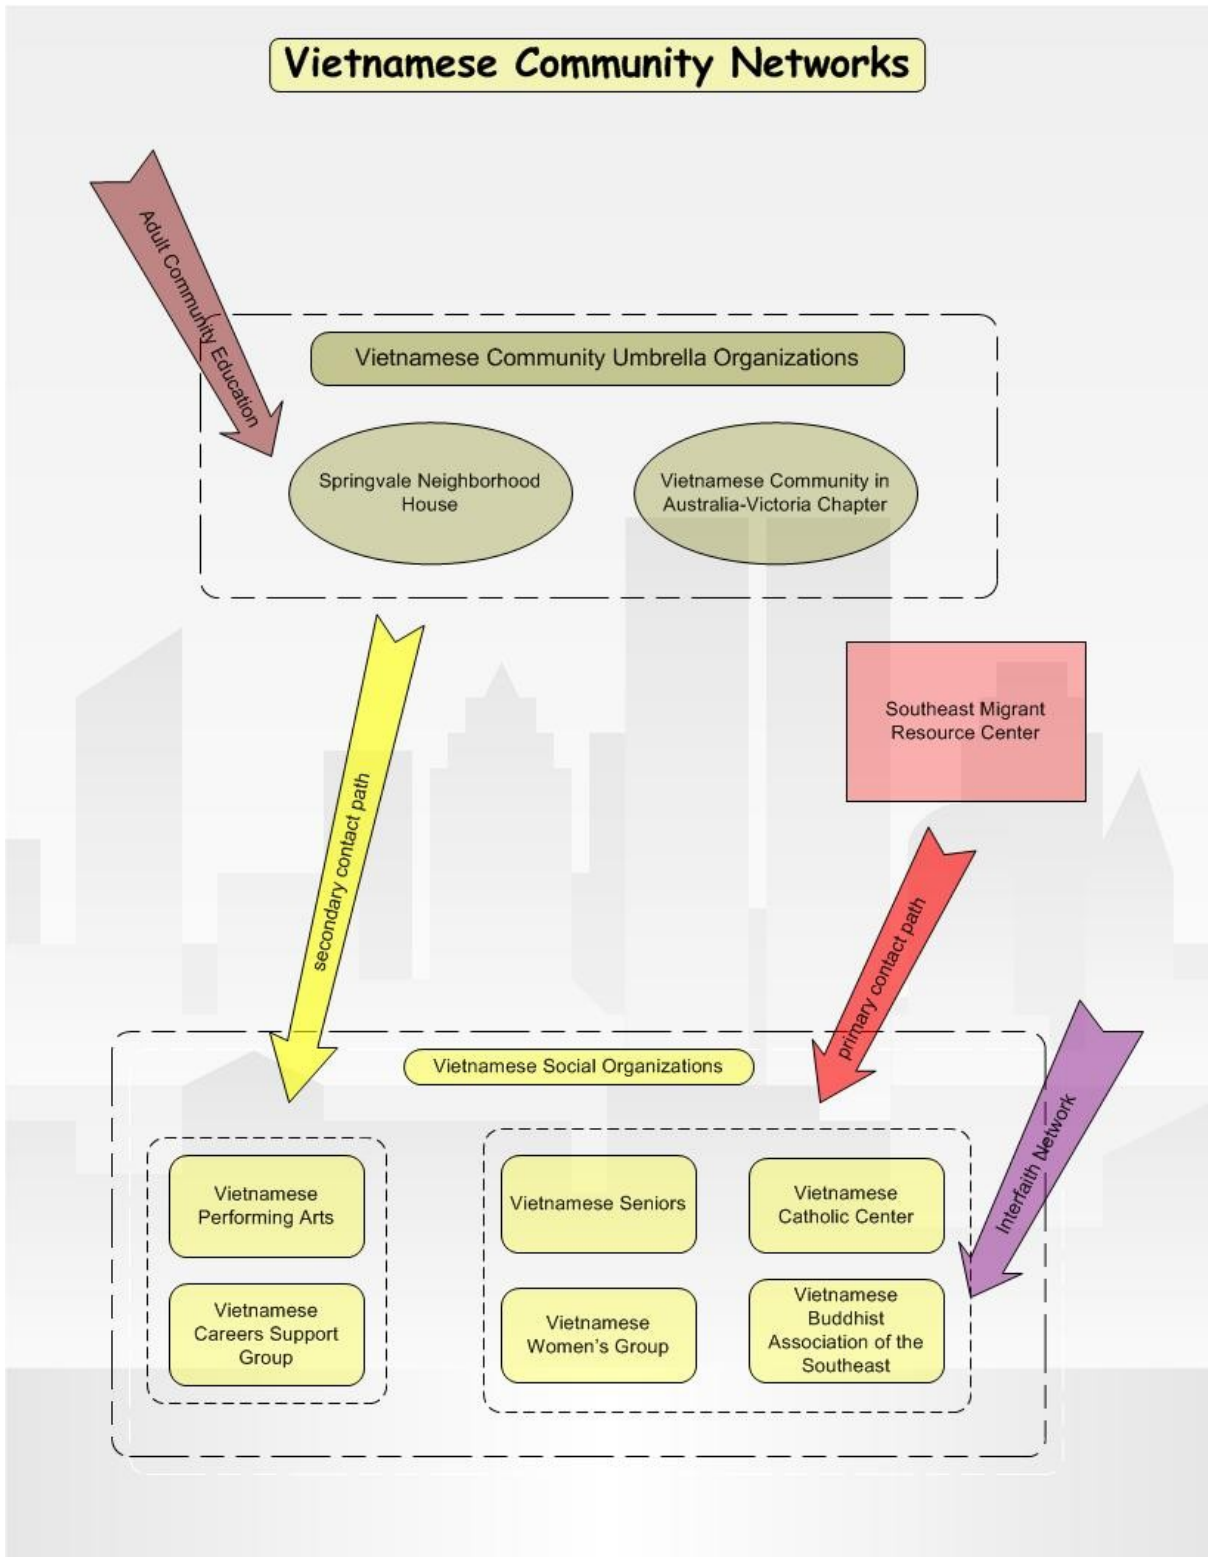 Vietnamese Community Networks
Adult Community Education
Vietnamese Community Umbrella Organizations
Springvale Neighborhood
House
Vietnamese Community in
Australia-Victoria Chapter
Southeast Migrant
Resource Center
secondary contact path
primary contact path
Interfaith Network
Vietnamese Social Organizations
Vietnamese
Performing Arts
Vietnamese Seniors
Vietnamese
Catholic Center
Vietnamese
Careers Support
Group
Vietnamese
Women's Group
Vietnamese
Buddhist
Association of the
Southeast